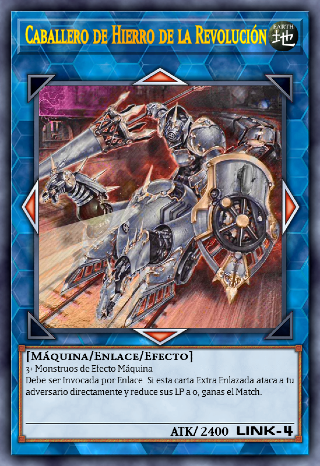 Caballero de Hierro de la Revolución
EARTH
地
[Máquina/Enlace/Efecto]
3+ Monstruos de Efecto Máquina
Debe ser Invocada por Enlace. Si esta carta Extra Enlazada ataca a tu
adversario directamente y reduce sus LP a 0, ganas el Match.
ATK/ 2400 LINK-4